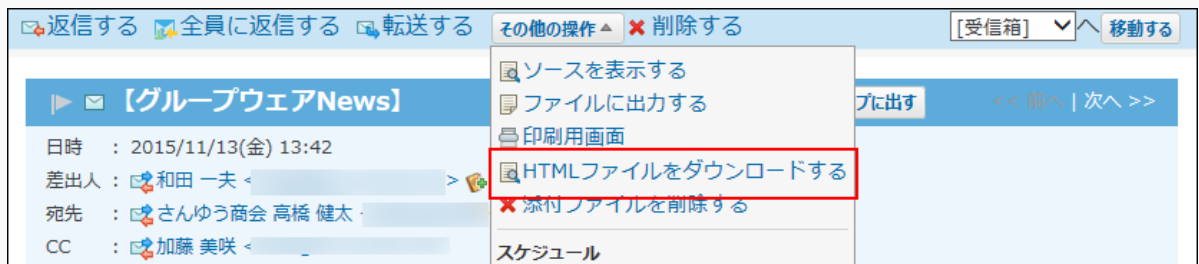 返信する 全員に返信する 転送する その他の操作▲ 削除する [受信箱] へ 移動する
ソースを表示する
【グループウェアNews】 ファイルに出力する プに出す << 前へ | 次へ >>
印刷用画面
日時 : 2015/11/13(金) 13:42
HTMLファイルをダウンロードする
差出人 : 和田 一夫 < >
添付ファイルを削除する
宛先 : さんゆう商会 高橋 健太
CC : 加藤 美咲 <
スケジュール